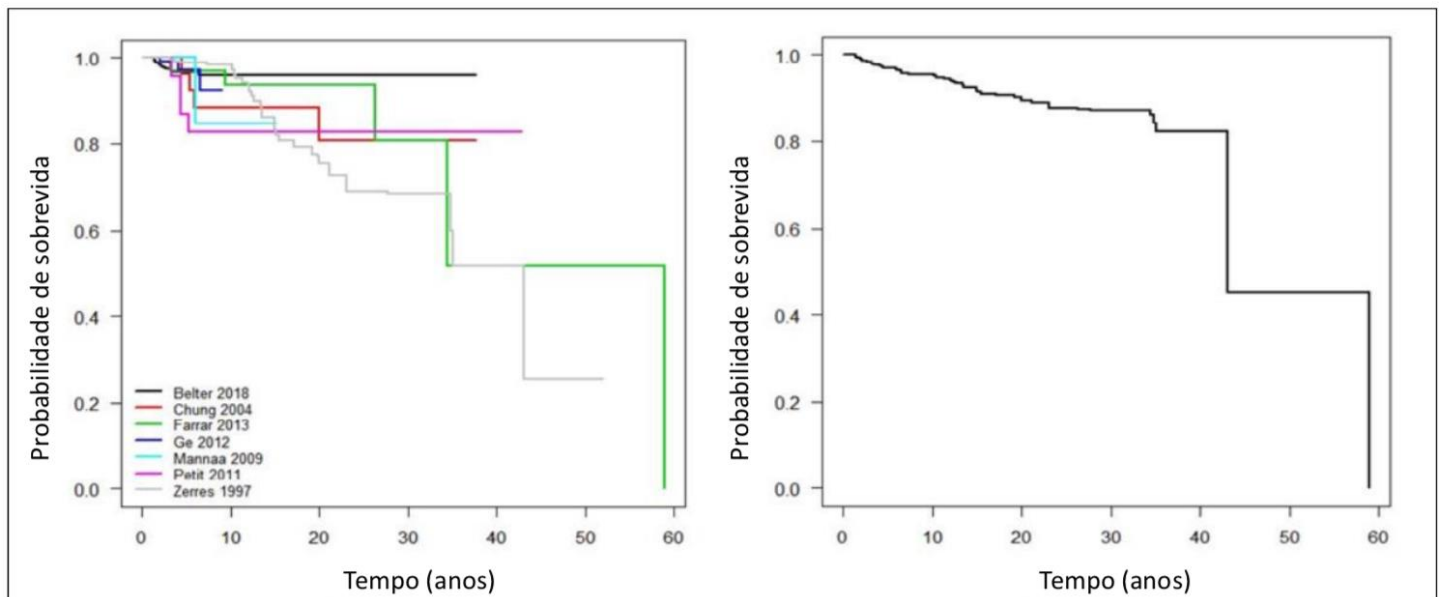 Probabilidade de sobrevida
1.0
0.8
0.6
0.4
0.2
0.0
Belter 2018
Chung 2004
Farrar 2013
Ge 2012
Mannaa 2009
Petit 2011
Zerres 1997
0 10 20 30 40 50 60
Tempo (anos)
Probabilidade de sobrevida
1.0
0.8
0.6
0.4
0.2
0.0
0 10 20 30 40 50 60
Tempo (anos)